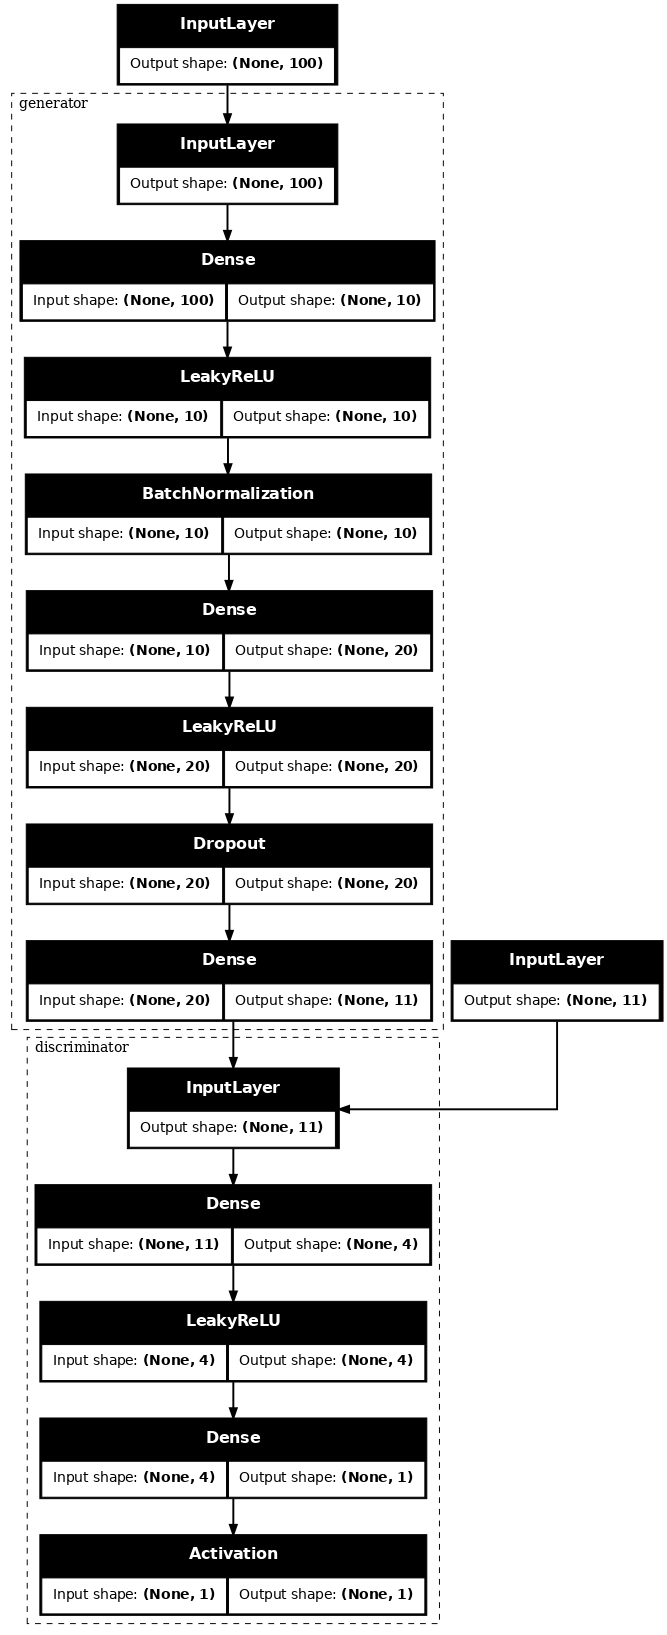 InputLayer
Output shape: (None, 100)
generator
InputLayer
Output shape: (None, 100)
Dense
Input shape: (None, 100) Output shape: (None, 10)
LeakyReLU
Input shape: (None, 10) Output shape: (None, 10)
BatchNormalization
Input shape: (None, 10) Output shape: (None, 10)
Dense
Input shape: (None, 10) Output shape: (None, 20)
LeakyReLU
Input shape: (None, 20) Output shape: (None, 20)
Dropout
Input shape: (None, 20) Output shape: (None, 20)
Dense
Input shape: (None, 20) Output shape: (None, 11)
InputLayer
Output shape: (None, 11)
discriminator
InputLayer
Output shape: (None, 11)
Dense
Input shape: (None, 11) Output shape: (None, 4)
LeakyReLU
Input shape: (None, 4) Output shape: (None, 4)
Dense
Input shape: (None, 4) Output shape: (None, 1)
Activation
Input shape: (None, 1) Output shape: (None, 1)